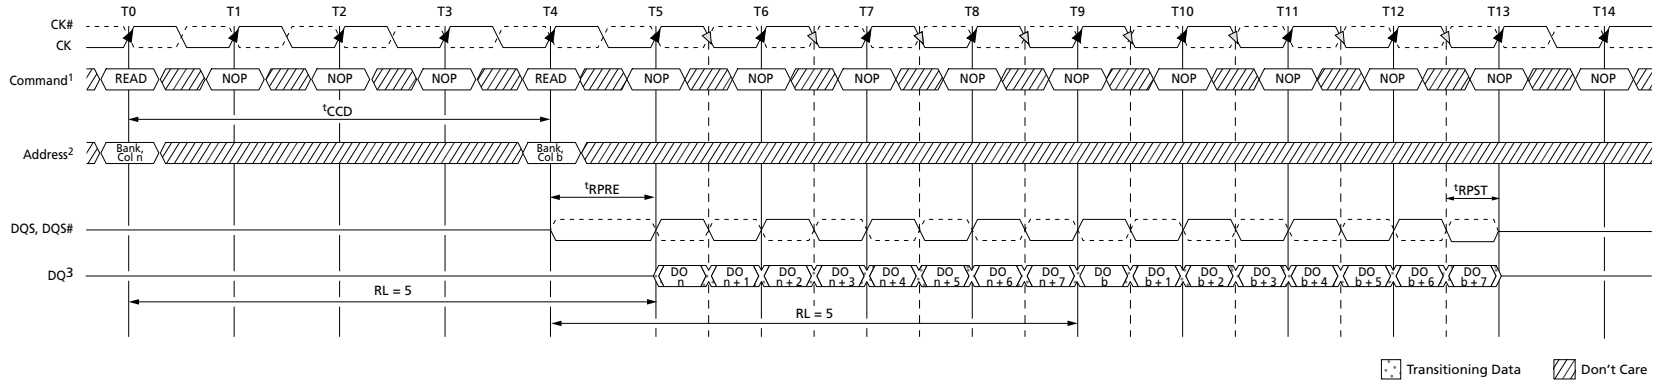 T0 T1 T2 T3 T4 T5 T6 T7 T8 T9 T10 T11 T12 T13 T14
CK#
CK
Command1 READ NOP NOP NOP READ NOP NOP NOP NOP NOP NOP NOP NOP NOP NOP
tCCD
Address2 Bank, Col n Bank, Col b
tRPRE tRPST
DQS, DQS#
DQ3 DO n DO n + 1 DO n + 2 DO n + 3 DO n + 4 DO n + 5 DO n + 6 DO n + 7 DO b DO b + 1 DO b + 2 DO b + 3 DO b + 4 DO b + 5 DO b + 6 DO b + 7
RL = 5
RL = 5
Transitioning Data Don't Care